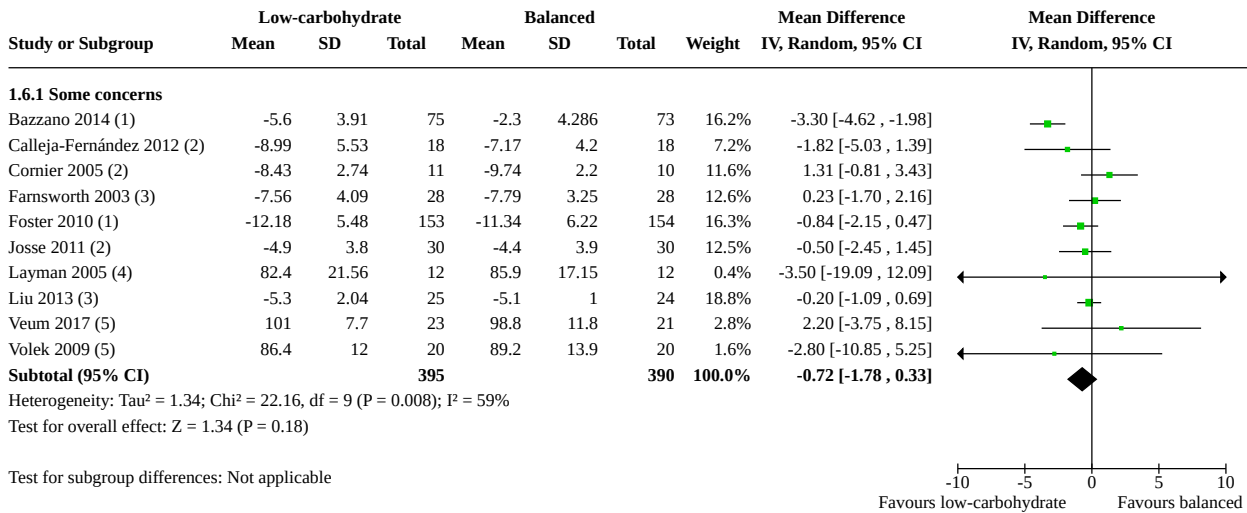 Low-carbohydrate Balanced Mean Difference Mean Difference
Study or Subgroup Mean SD Total Mean SD Total Weight IV, Random, 95% CI IV, Random, 95% CI
1.6.1 Some concerns
Bazzano 2014 (1) -5.6 3.91 75 -2.3 4.286 73 16.2% -3.30 [-4.62 , -1.98]
Calleja-Fernández 2012 (2) -8.99 5.53 18 -7.17 4.2 18 7.2% -1.82 [-5.03 , 1.39]
Cornier 2005 (2) -8.43 2.74 11 -9.74 2.2 10 11.6% 1.31 [-0.81 , 3.43]
Farnsworth 2003 (3) -7.56 4.09 28 -7.79 3.25 28 12.6% 0.23 [-1.70 , 2.16]
Foster 2010 (1) -12.18 5.48 153 -11.34 6.22 154 16.3% -0.84 [-2.15 , 0.47]
Josse 2011 (2) -4.9 3.8 30 -4.4 3.9 30 12.5% -0.50 [-2.45 , 1.45]
Layman 2005 (4) 82.4 21.56 12 85.9 17.15 12 0.4% -3.50 [-19.09 , 12.09]
Liu 2013 (3) -5.3 2.04 25 -5.1 1 24 18.8% -0.20 [-1.09 , 0.69]
Veum 2017 (5) 101 7.7 23 98.8 11.8 21 2.8% 2.20 [-3.75 , 8.15]
Volek 2009 (5) 86.4 12 20 89.2 13.9 20 1.6% -2.80 [-10.85 , 5.25]
Subtotal (95% CI) 395 390 100.0% -0.72 [-1.78 , 0.33]
Heterogeneity: Tau² = 1.34; Chi² = 22.16, df = 9 (P = 0.008); I² = 59%
Test for overall effect: Z = 1.34 (P = 0.18)
Test for subgroup differences: Not applicable
-10 -5 0 5 10
Favours low-carbohydrate Favours balanced